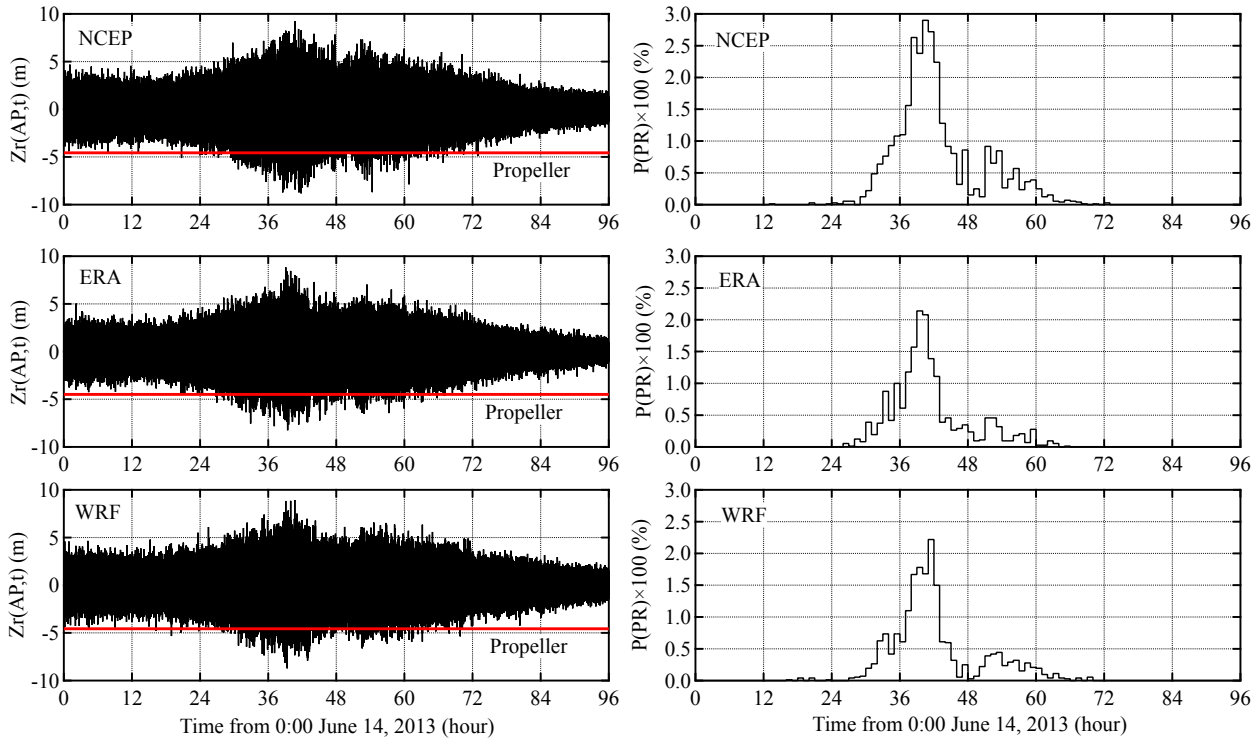 NCEP
Zr(AP,t) (m)
10
5
0
-5
-10
Propeller
0 12 24 36 48 60 72 84 96
NCEP
P(PR)×100 (%)
3.0
2.5
2.0
1.5
1.0
0.5
0.0
0 12 24 36 48 60 72 84 96
ERA
Zr(AP,t) (m)
10
5
0
-5
-10
Propeller
0 12 24 36 48 60 72 84 96
ERA
P(PR)×100 (%)
3.0
2.5
2.0
1.5
1.0
0.5
0.0
0 12 24 36 48 60 72 84 96
WRF
Zr(AP,t) (m)
10
5
0
-5
-10
Propeller
0 12 24 36 48 60 72 84 96
Time from 0:00 June 14, 2013 (hour)
WRF
P(PR)×100 (%)
3.0
2.5
2.0
1.5
1.0
0.5
0.0
0 12 24 36 48 60 72 84 96
Time from 0:00 June 14, 2013 (hour)